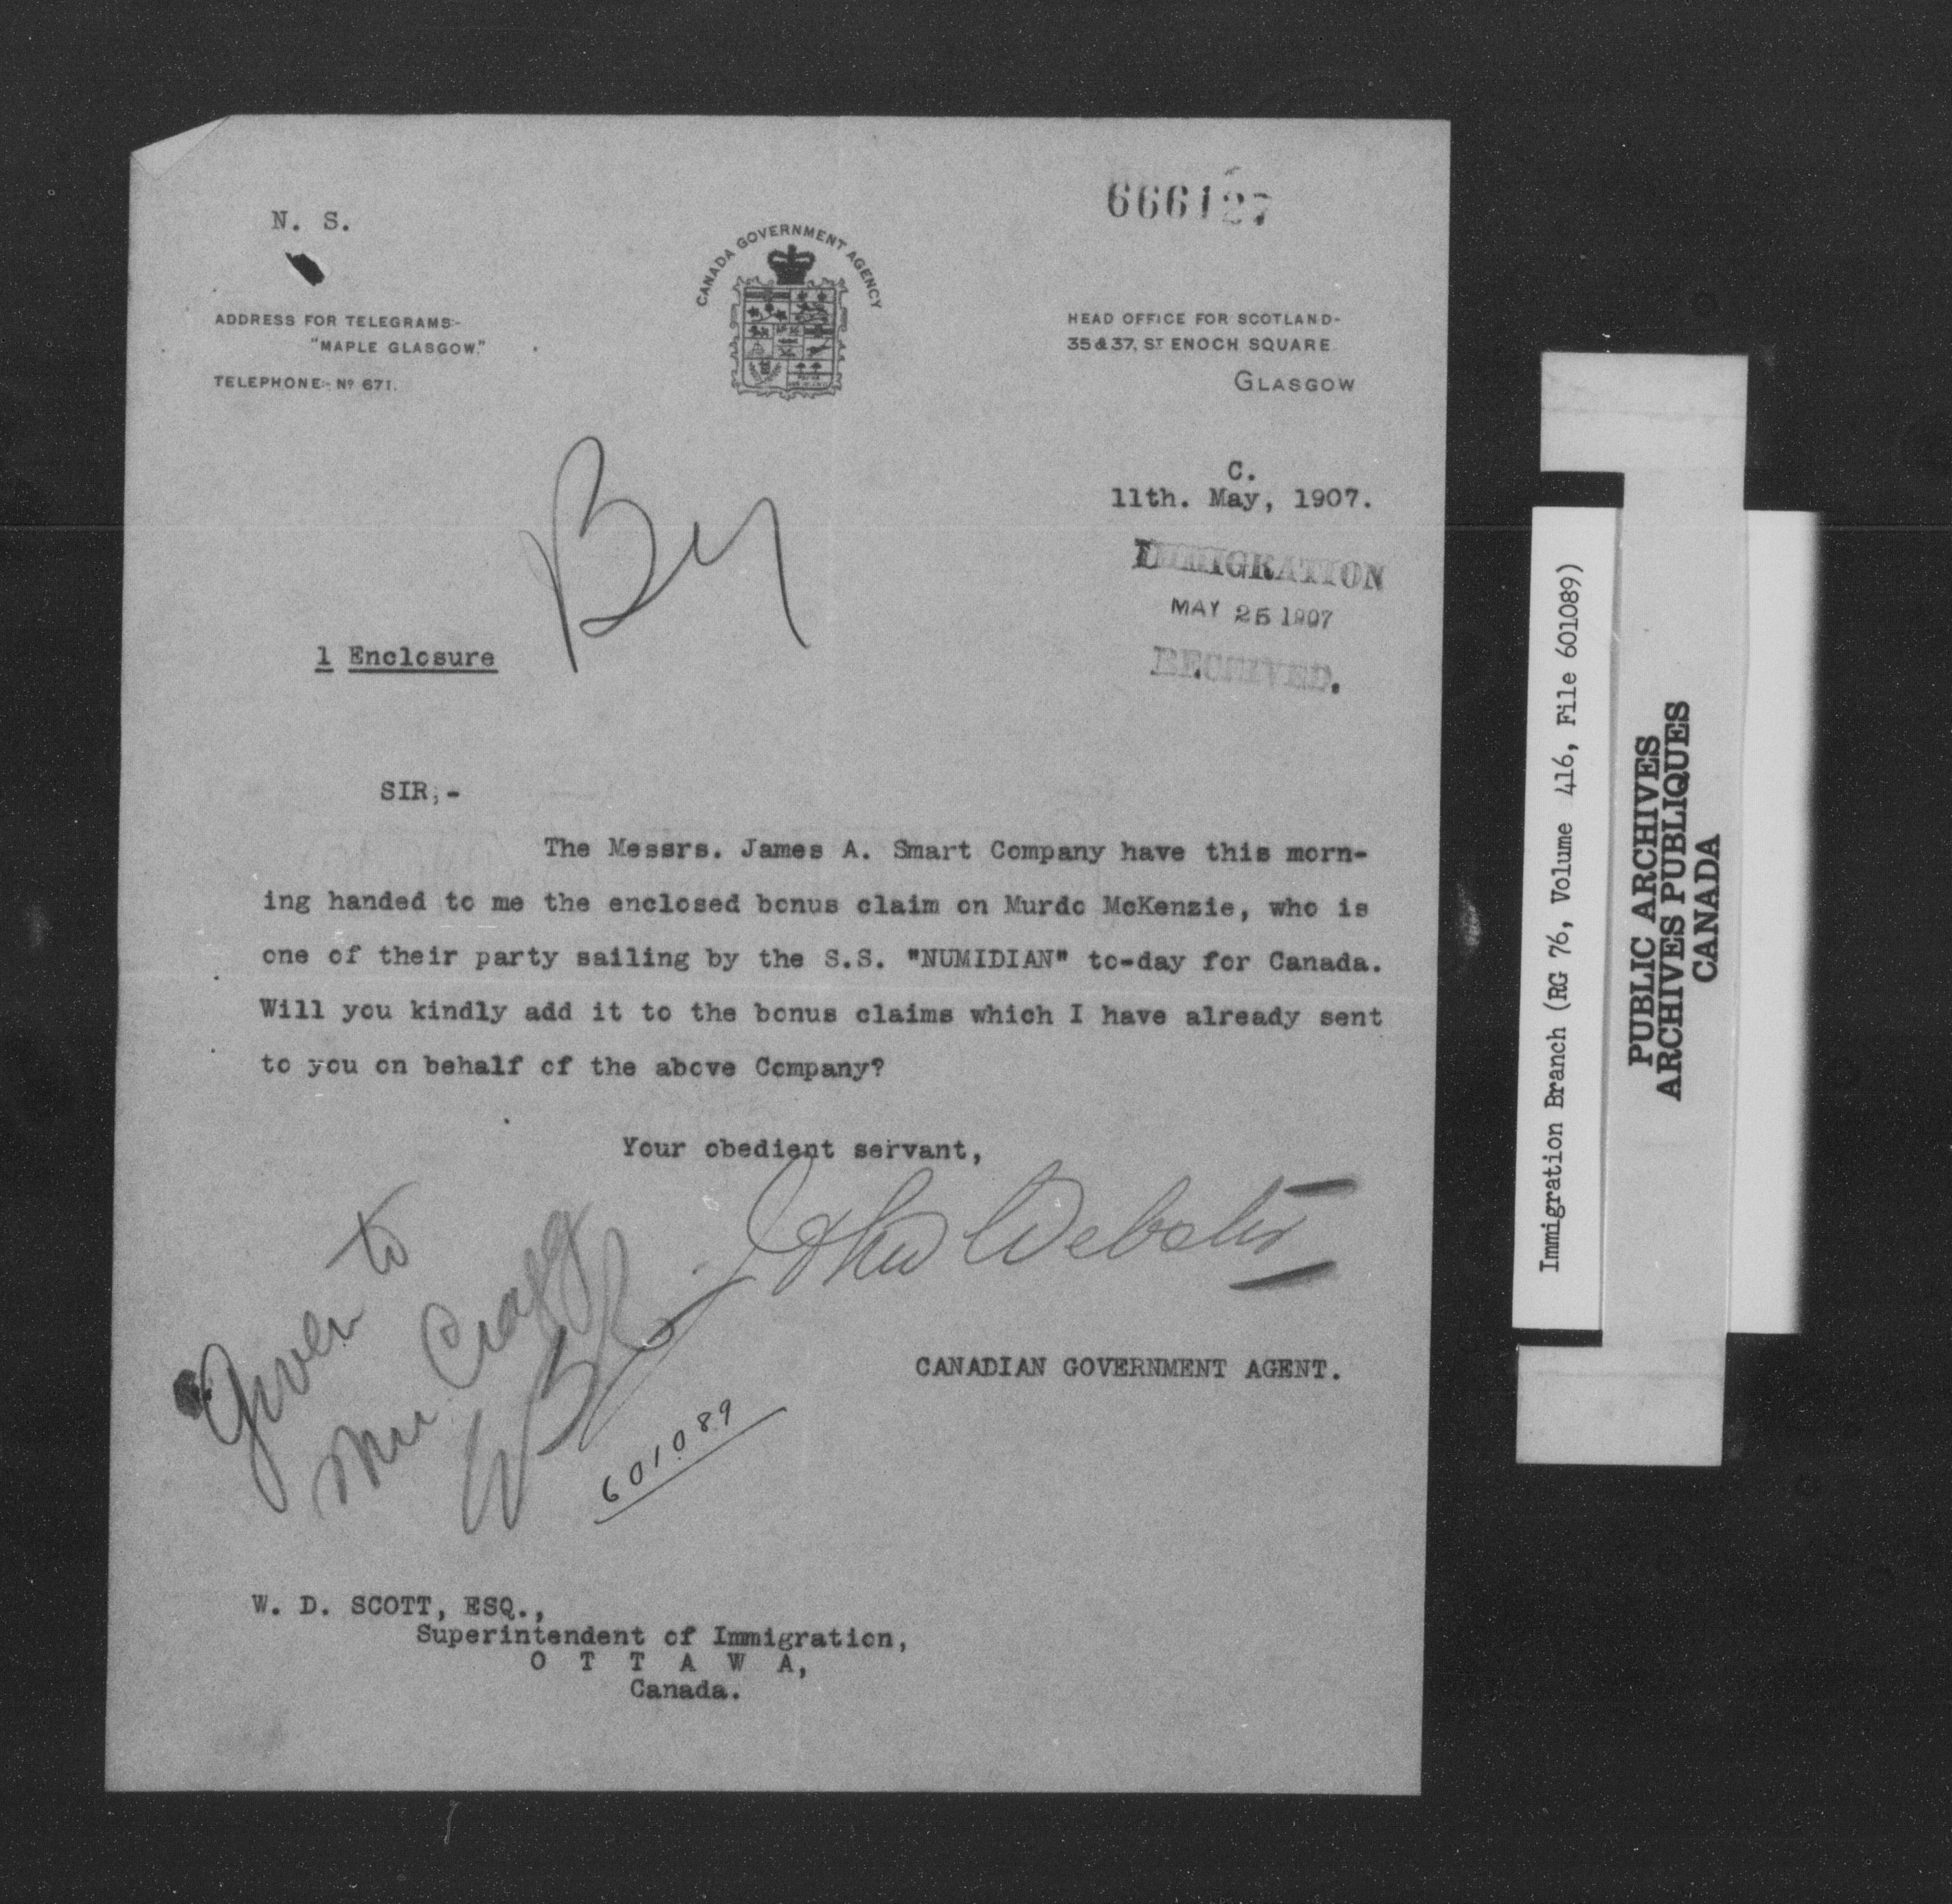 N. S.
666127
CANADA GOVERNMENT AGENCY
ADDRESS FOR TELEGRAMS:-
"MAPLE GLASGOW."
TELEPHONE:- Nº 671.
HEAD OFFICE FOR SCOTLAND-
35 & 37, ST ENOCH SQUARE
GLASGOW
C.
11th. May, 1907.
IMMIGRATION
MAY 25 1907
RECEIVED.
1 Enclosure
SIR,-
The Messrs. James A. Smart Company have this morn-
ing handed to me the enclosed bonus claim on Murdo McKenzie, who is
one of their party sailing by the S.S. "NUMIDIAN" to-day for Canada.
Will you kindly add it to the bonus claims which I have already sent
to you on behalf of the above Company?
Your obedient servant,
John Webster
CANADIAN GOVERNMENT AGENT.
Given to
Mr.
601089
W. D. SCOTT, ESQ.,
Superintendent of Immigration,
O T T A W A,
Canada.
Immigration Branch (RG 76, Volume 416, File 601089)
PUBLIC ARCHIVES
ARCHIVES PUBLIQUES
CANADA